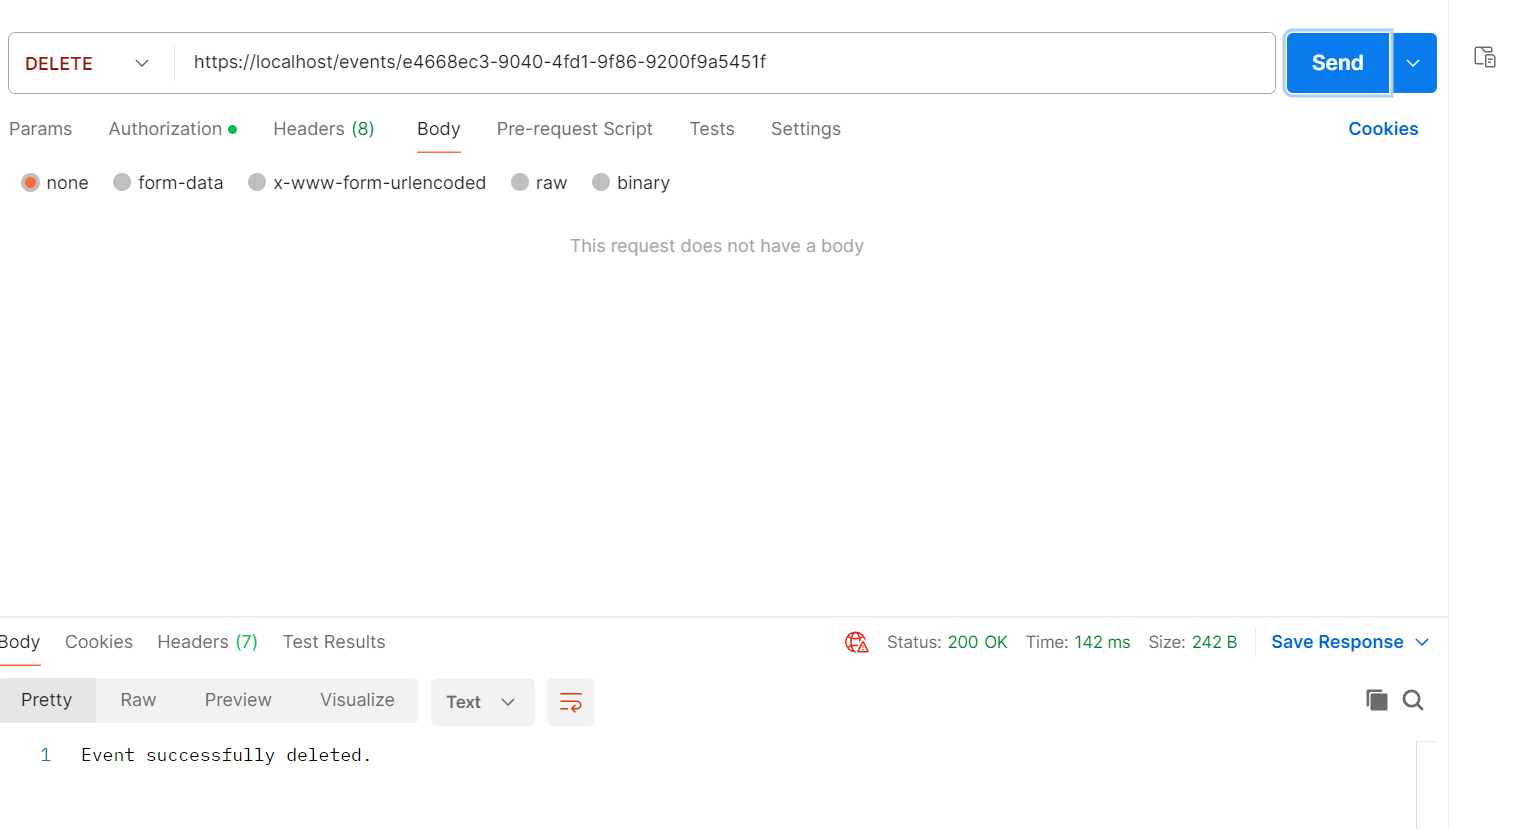 DELETE https://localhost/events/e4668ec3-9040-4fd1-9f86-9200f9a5451f Send
Params Authorization Headers (8) Body Pre-request Script Tests Settings Cookies
none form-data x-www-form-urlencoded raw binary
This request does not have a body
Body Cookies Headers (7) Test Results Status: 200 OK Time: 142 ms Size: 242 B Save Response
Pretty Raw Preview Visualize Text
1 Event successfully deleted.